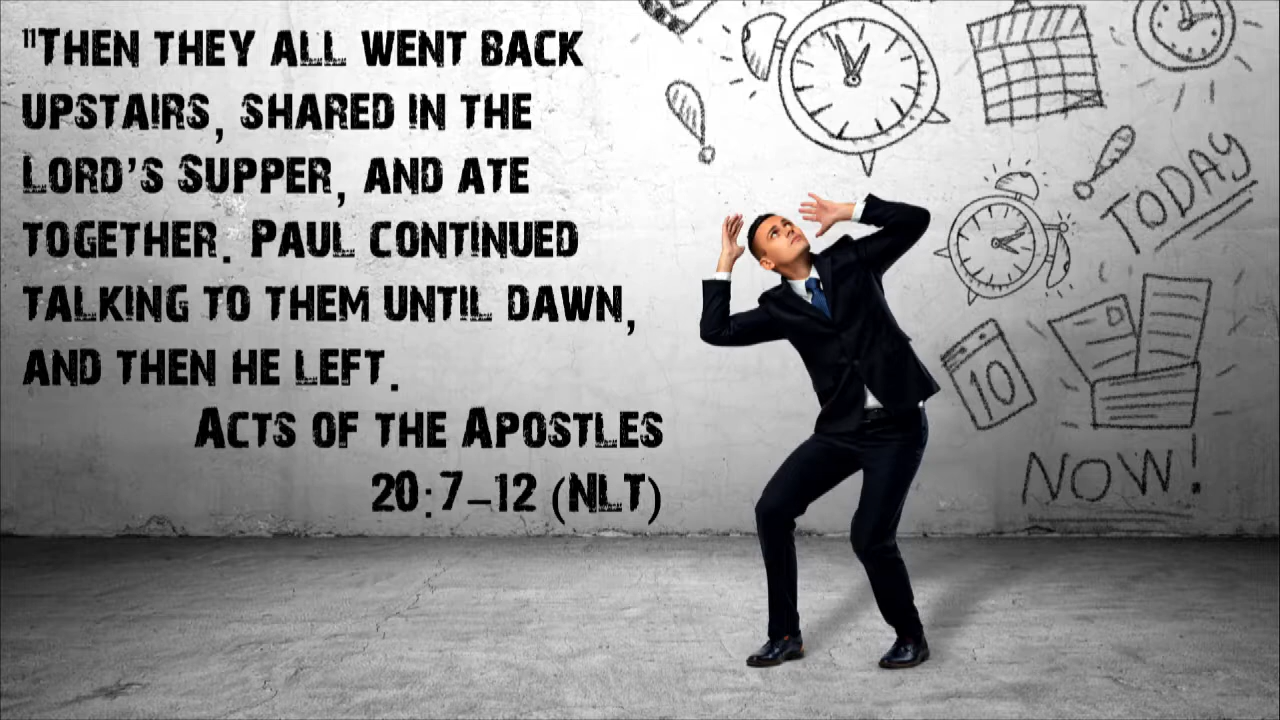 "Then they all went back
upstairs, shared in the
Lord's Supper, and ate
together. Paul continued
talking to them until dawn,
and then he left.
Acts of the Apostles
20:7–12 (NLT)
TODAY
10
NOW!